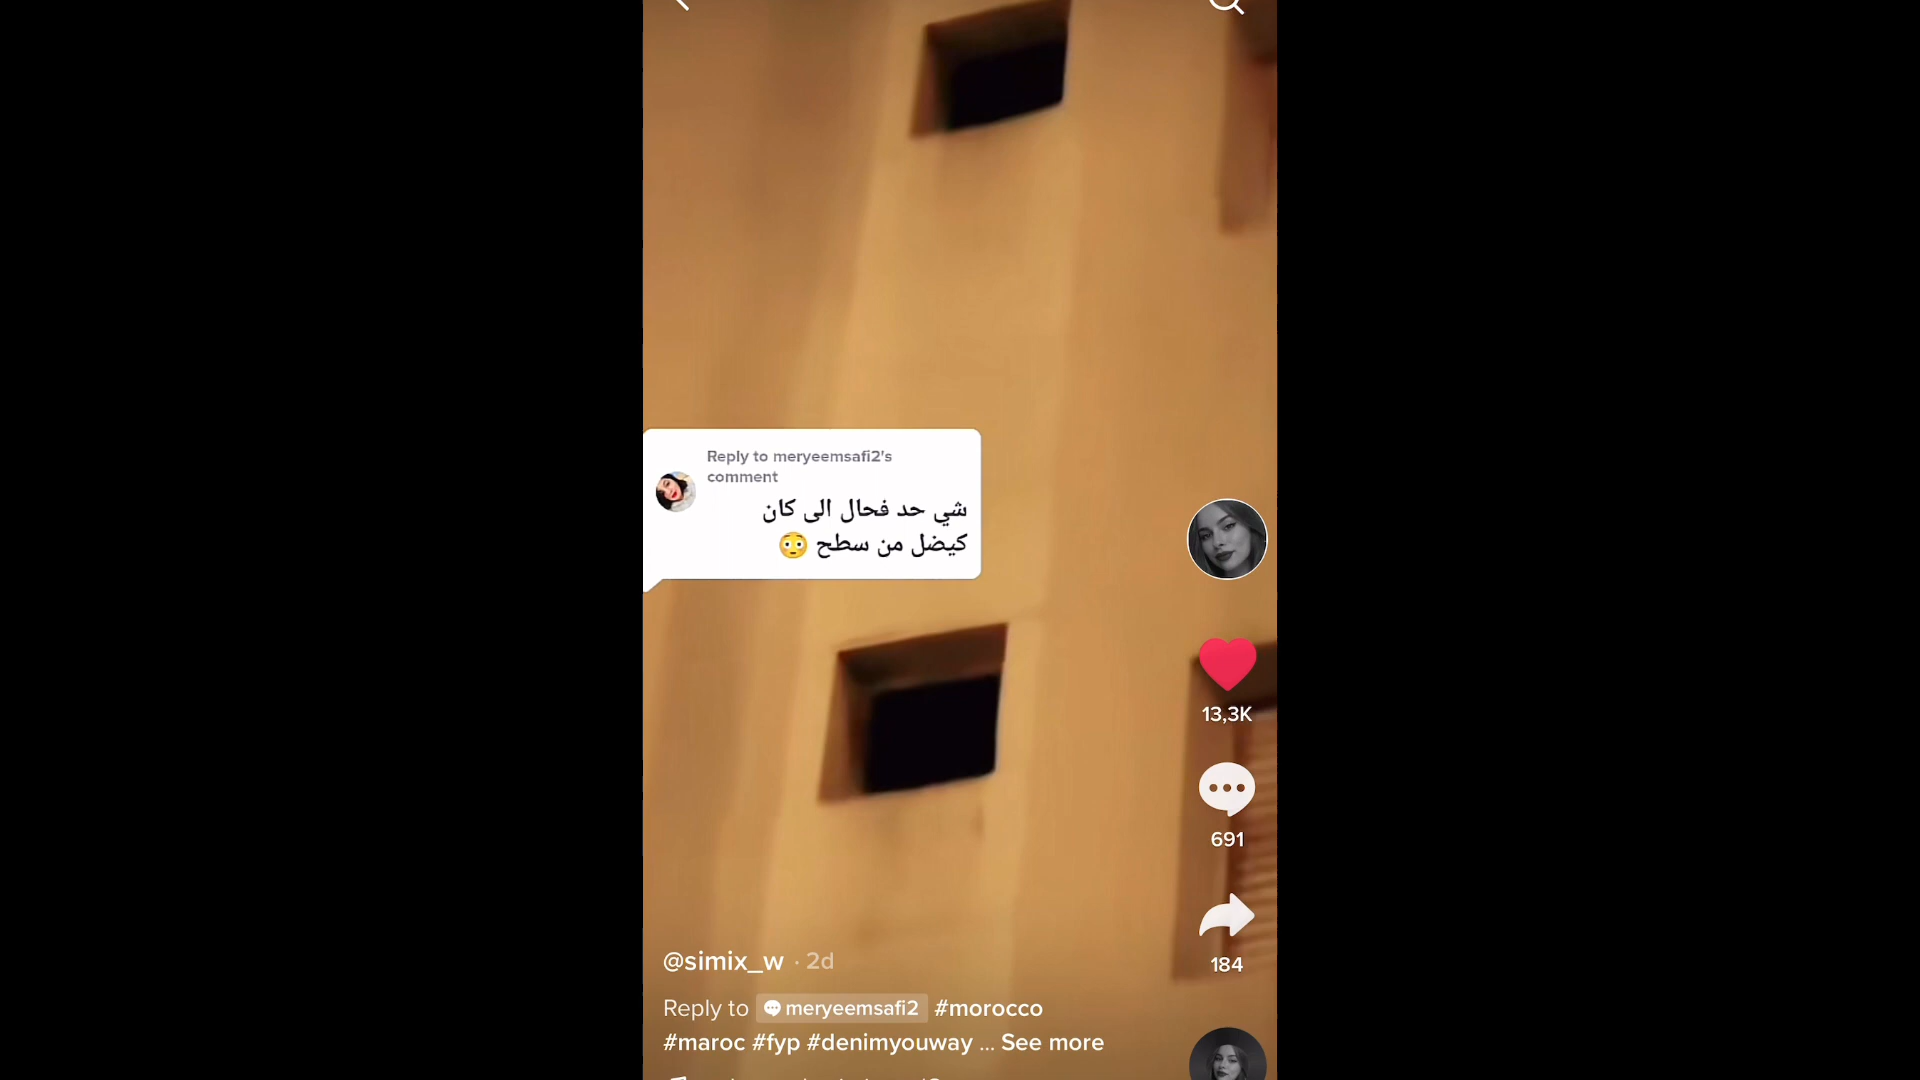 Reply to meryeemsafi2's
comment
شي حد فحال الى كان
كيضل من سطح 😳
13,3K
691
184
@simix_w · 2d
Reply to meryeemsafi2 #morocco
#maroc #fyp #denimyouway ... See more